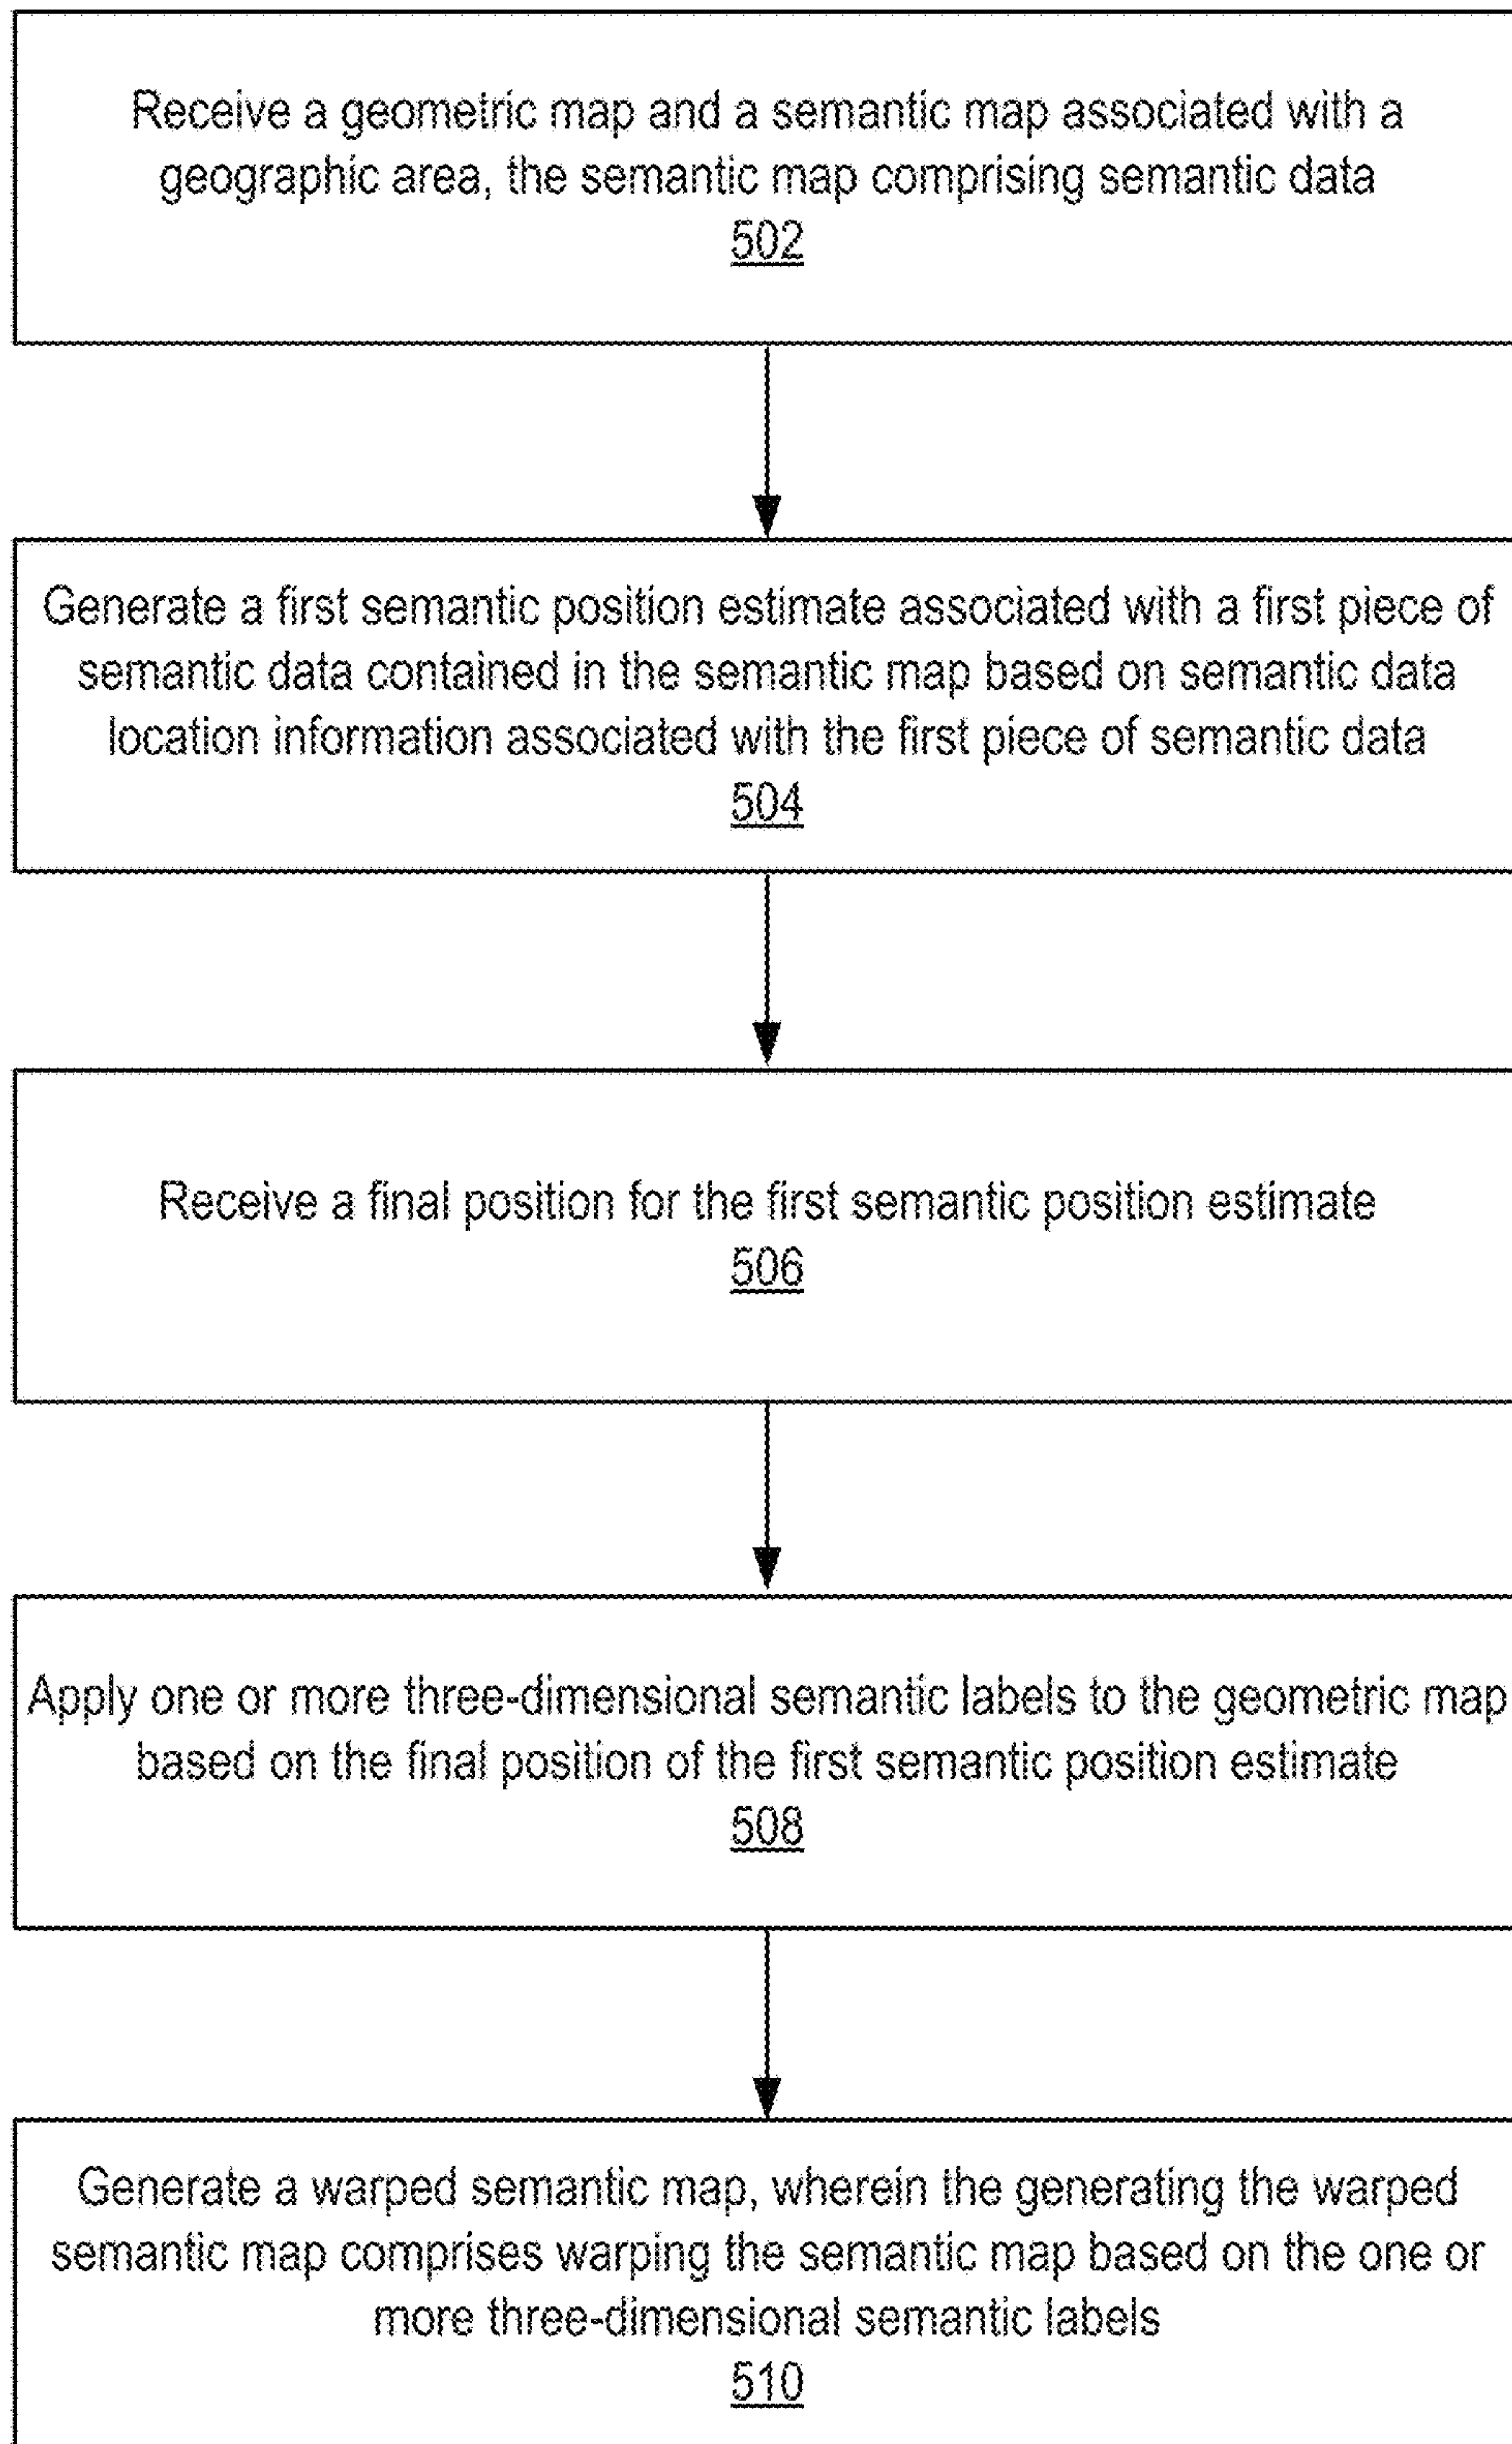 Receive a geometric map and a semantic map associated with a
geographic area, the semantic map comprising semantic data
502
Generate a first semantic position estimate associated with a first piece of
semantic data contained in the semantic map based on semantic data
location information associated with the first piece of semantic data
504
Receive a final position for the first semantic position estimate
506
Apply one or more three-dimensional semantic labels to the geometric map
based on the final position of the first semantic position estimate
508
Generate a warped semantic map, wherein the generating the warped
semantic map comprises warping the semantic map based on the one or
more three-dimensional semantic labels
510